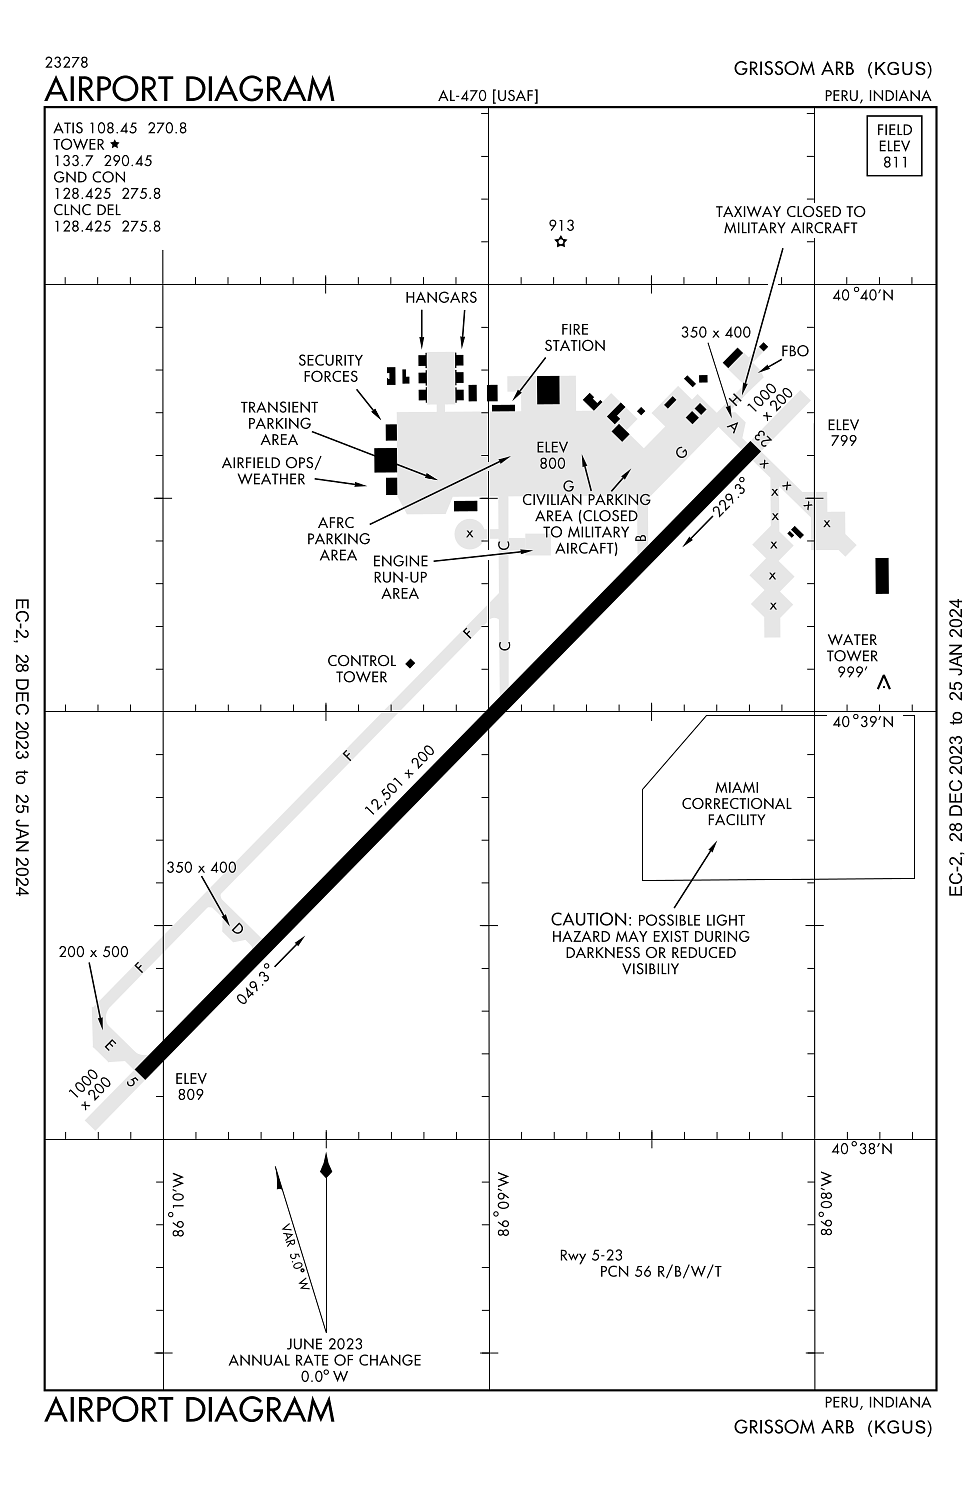 23278
AIRPORT DIAGRAM
AL-470 [USAF]
GRISSOM ARB (KGUS)
PERU, INDIANA
ATIS 108.45 270.8
TOWER ★
133.7 290.45
GND CON
128.425 275.8
CLNC DEL
128.425 275.8
FIELD
ELEV
811
913
TAXIWAY CLOSED TO
MILITARY AIRCRAFT
40°40'N
HANGARS
FIRE
STATION
350 x 400
FBO
SECURITY
FORCES
H
1000
x 200
TRANSIENT
PARKING
AREA
A
23
ELEV
799
AIRFIELD OPS/
WEATHER
ELEV
800
G
G
x
x
x
x
x
x
x
x
x
x
229.3°
CIVILIAN PARKING
AREA (CLOSED
TO MILITARY
AIRCAFT)
AFRC
PARKING
AREA
B
C
ENGINE
RUN-UP
AREA
EC-2, 28 DEC 2023 to 25 JAN 2024
EC-2, 28 DEC 2023 to 25 JAN 2024
F
C
CONTROL
TOWER
WATER
TOWER
999'
40°39'N
F
12,501 x 200
MIAMI
CORRECTIONAL
FACILITY
350 x 400
D
CAUTION: POSSIBLE LIGHT
HAZARD MAY EXIST DURING
DARKNESS OR REDUCED
VISIBILIY
200 x 500
F
049.3°
E
5
1000
x 200
ELEV
809
40°38'N
86°10'W
86°09'W
86°08'W
VAR 5.0° W
Rwy 5-23
PCN 56 R/B/W/T
JUNE 2023
ANNUAL RATE OF CHANGE
0.0° W
AIRPORT DIAGRAM
PERU, INDIANA
GRISSOM ARB (KGUS)